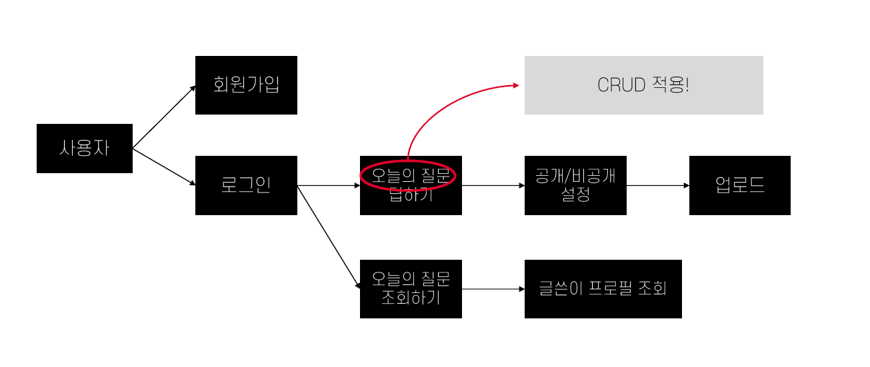 회원가입
CRUD 적용!
사용자
로그인
오늘의 질문
답하기
공개/비공개
설정
업로드
오늘의 질문
조회하기
글쓴이 프로필 조회